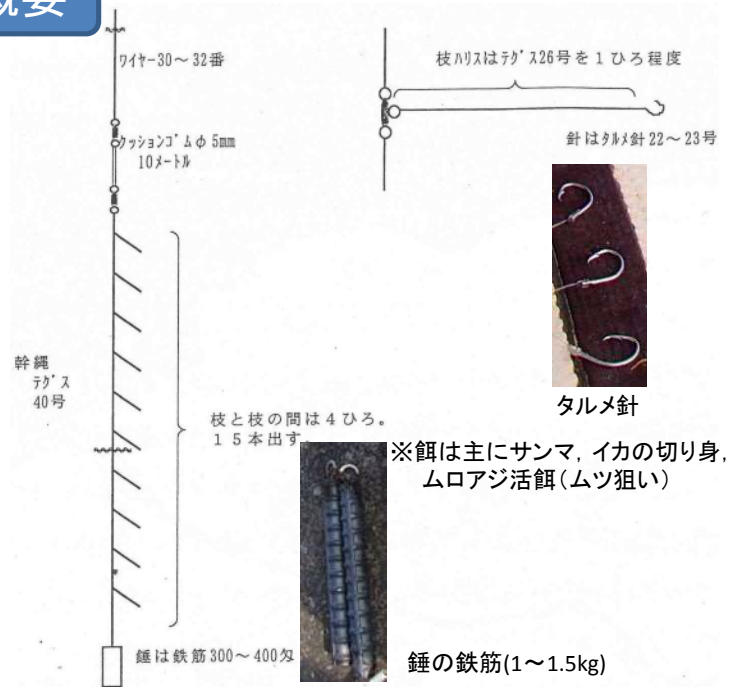 概要
ワイヤー30～32番
クッションゴムφ5mm
10メートル
枝ハリスはテグス26号を1ひろ程度
針はタルメ針22～23号
幹縄
テグス
40号
枝と枝の間は4ひろ。
15本出す。
タルメ針
※餌は主にサンマ，イカの切り身，
ムロアジ活餌（ムツ狙い）
錘は鉄筋300～400匁
錘の鉄筋(1～1.5kg)